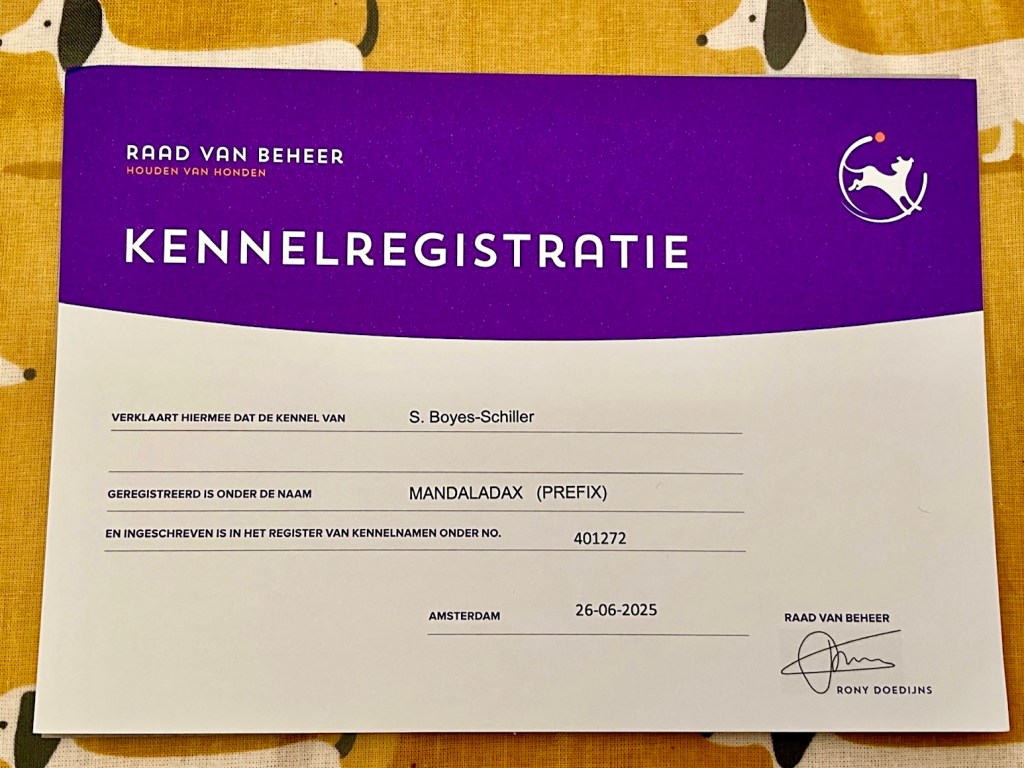 RAAD VAN BEHEER
HOUDEN VAN HONDEN
KENNELREGISTRATIE
VERKLAART HIERMEE DAT DE KENNEL VAN S. Boyes-Schiller
GEREGISTREERD IS ONDER DE NAAM MANDALADAX (PREFIX)
EN INGESCHREVEN IS IN HET REGISTER VAN KENNELNAMEN ONDER NO. 401272
AMSTERDAM 26-06-2025
RAAD VAN BEHEER
RONY DOEDIJNS